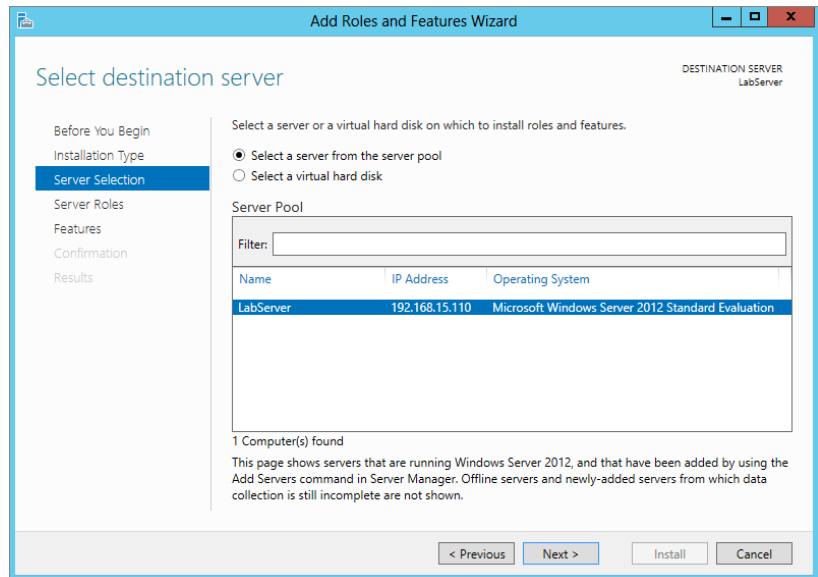 Add Roles and Features Wizard
Select destination server
DESTINATION SERVER
LabServer
Before You Begin
Installation Type
Server Selection
Server Roles
Features
Confirmation
Results
Select a server or a virtual hard disk on which to install roles and features.
Select a server from the server pool
Select a virtual hard disk
Server Pool
Filter:
Name IP Address Operating System
LabServer 192.168.15.110 Microsoft Windows Server 2012 Standard Evaluation
1 Computer(s) found
This page shows servers that are running Windows Server 2012, and that have been added by using the
Add Servers command in Server Manager. Offline servers and newly-added servers from which data
collection is still incomplete are not shown.
< Previous Next > Install Cancel